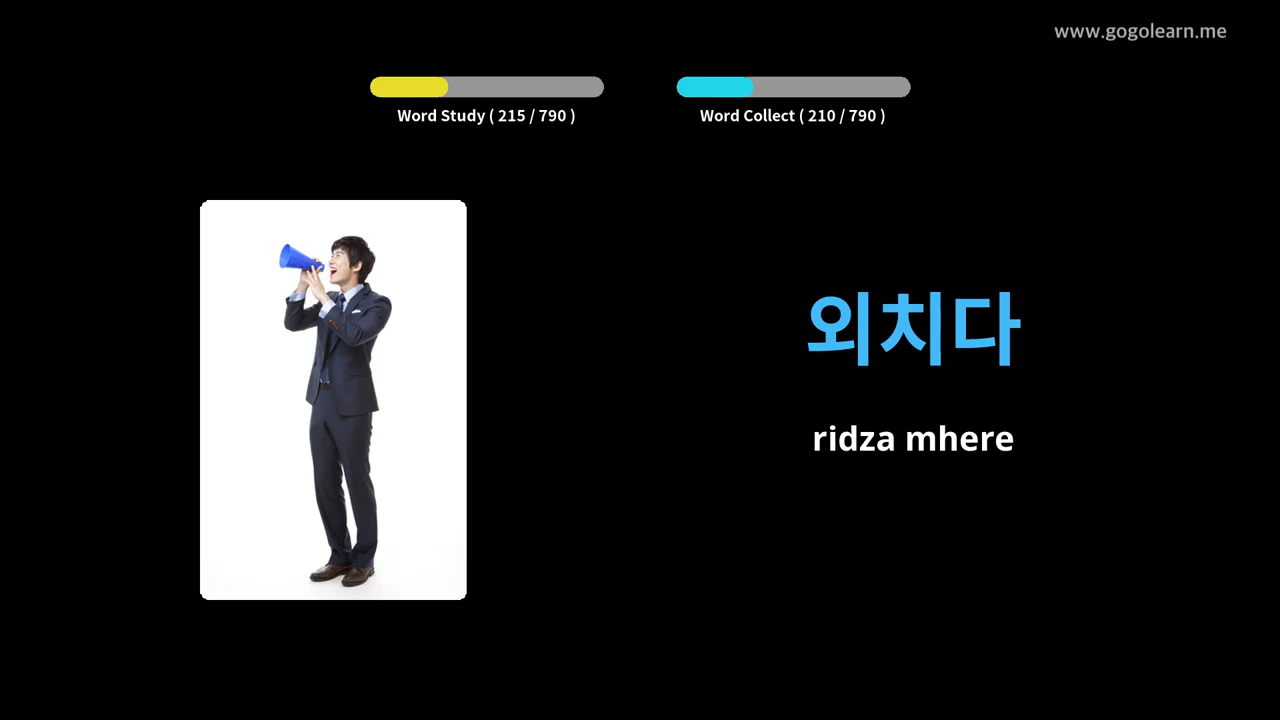 www.gogolearn.me
Word Study ( 215 / 790 )
Word Collect ( 210 / 790 )
외치다
ridza mhere